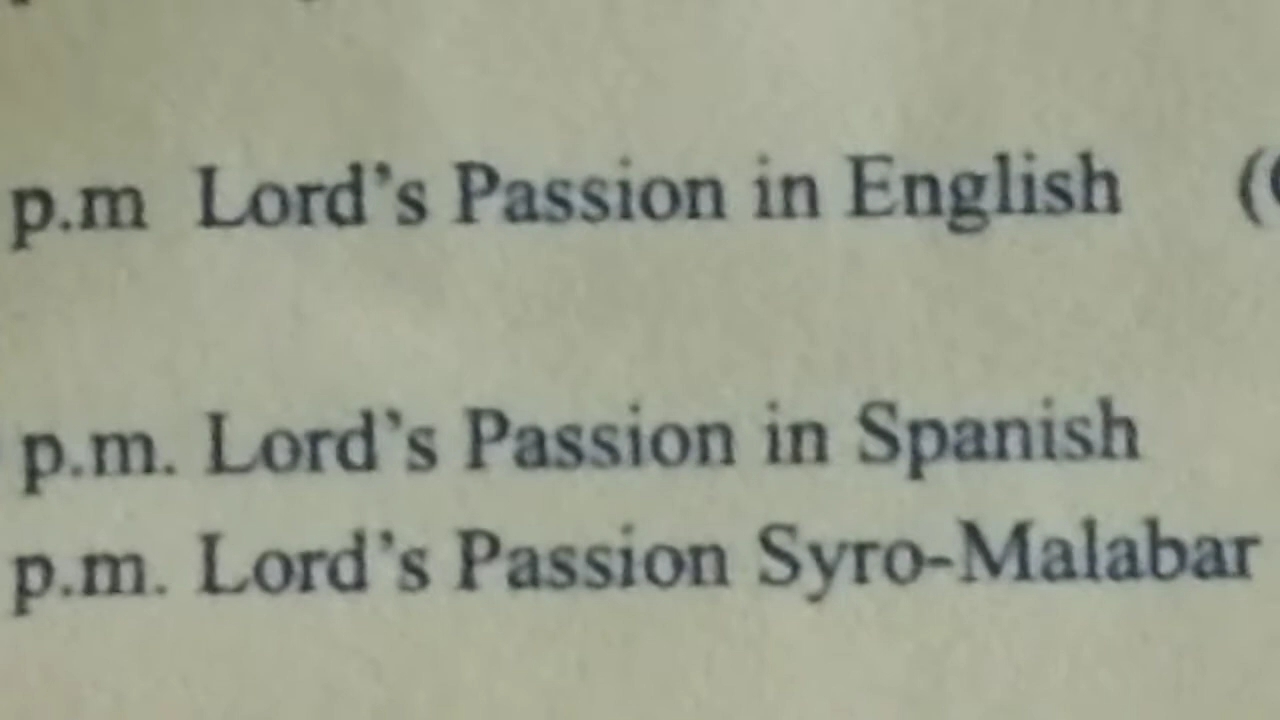 p.m Lord's Passion in English (
p.m. Lord's Passion in Spanish
p.m. Lord's Passion Syro-Malabar